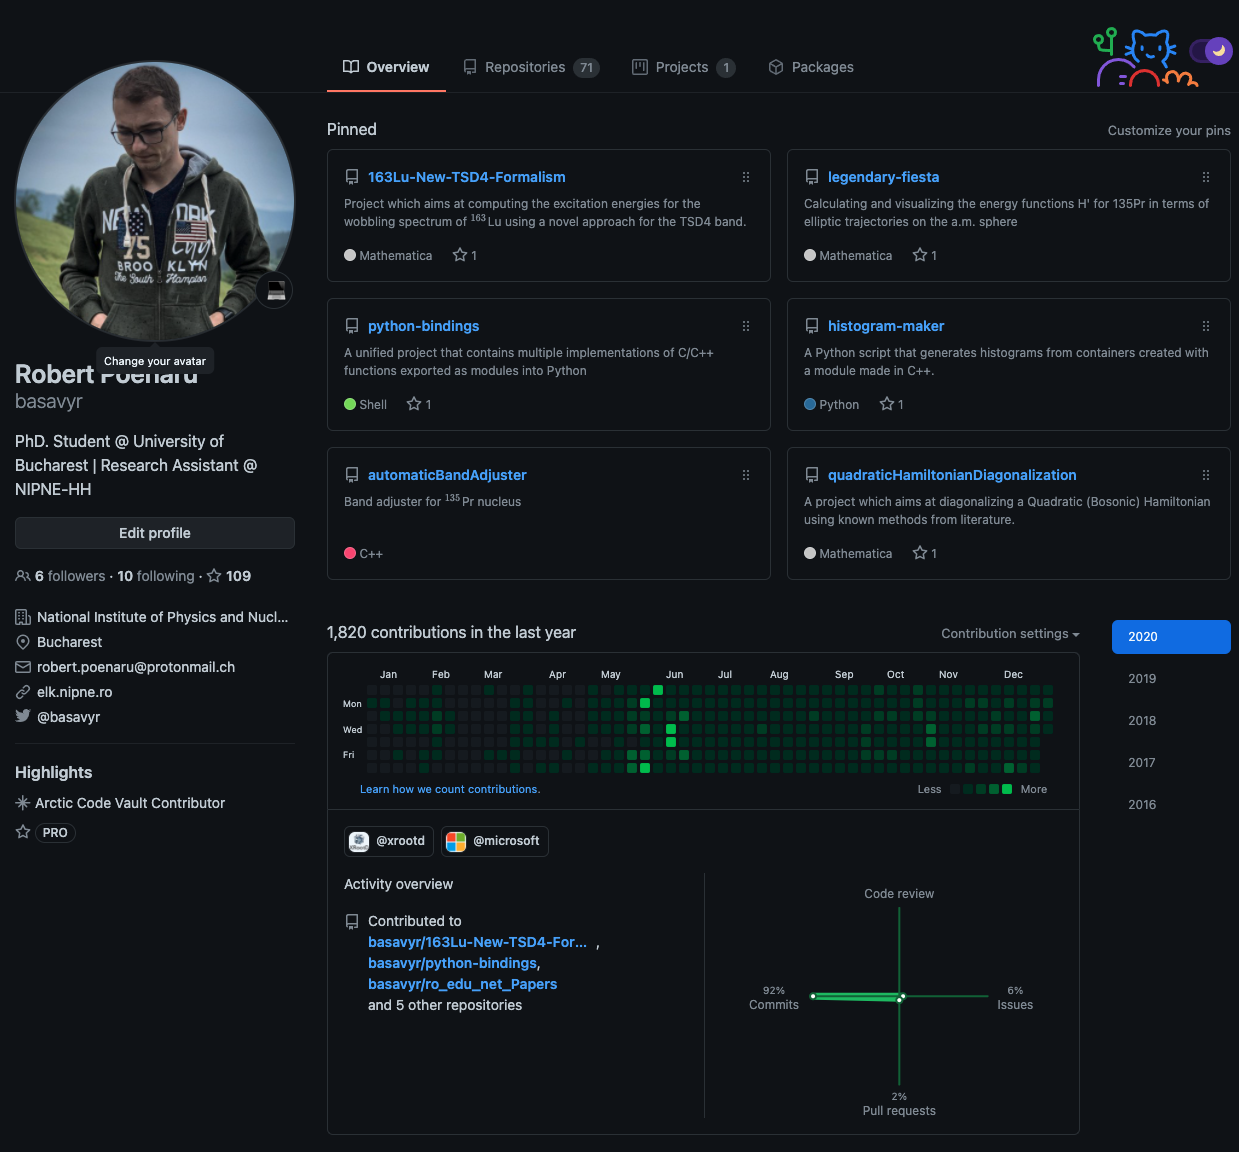 Overview
Repositories 71
Projects 1
Packages
NEW YORK
75
BROOKLYN
The South Hampton
Change your avatar
Robert Poenaru
basavyr
PhD. Student @ University of
Bucharest | Research Assistant @
NIPNE-HH
Edit profile
6 followers · 10 following · 109
National Institute of Physics and Nucl...
Bucharest
robert.poenaru@protonmail.ch
elk.nipne.ro
@basavyr
Highlights
Arctic Code Vault Contributor
PRO
Pinned
Customize your pins
163Lu-New-TSD4-Formalism
Project which aims at computing the excitation energies for the
wobbling spectrum of 163Lu using a novel approach for the TSD4 band.
Mathematica 1
legendary-fiesta
Calculating and visualizing the energy functions H' for 135Pr in terms of
elliptic trajectories on the a.m. sphere
Mathematica 1
python-bindings
A unified project that contains multiple implementations of C/C++
functions exported as modules into Python
Shell 1
histogram-maker
A Python script that generates histograms from containers created with
a module made in C++.
Python 1
automaticBandAdjuster
Band adjuster for 135Pr nucleus
C++
quadraticHamiltonianDiagonalization
A project which aims at diagonalizing a Quadratic (Bosonic) Hamiltonian
using known methods from literature.
Mathematica 1
1,820 contributions in the last year
Contribution settings
Jan Feb Mar Apr May Jun Jul Aug Sep Oct Nov Dec
Mon
Wed
Fri
Learn how we count contributions.
Less More
2020
2019
2018
2017
2016
@xrootd
@microsoft
Activity overview
Contributed to
basavyr/163Lu-New-TSD4-For... ,
basavyr/python-bindings,
basavyr/ro_edu_net_Papers
and 5 other repositories
Code review
92%
Commits
6%
Issues
2%
Pull requests